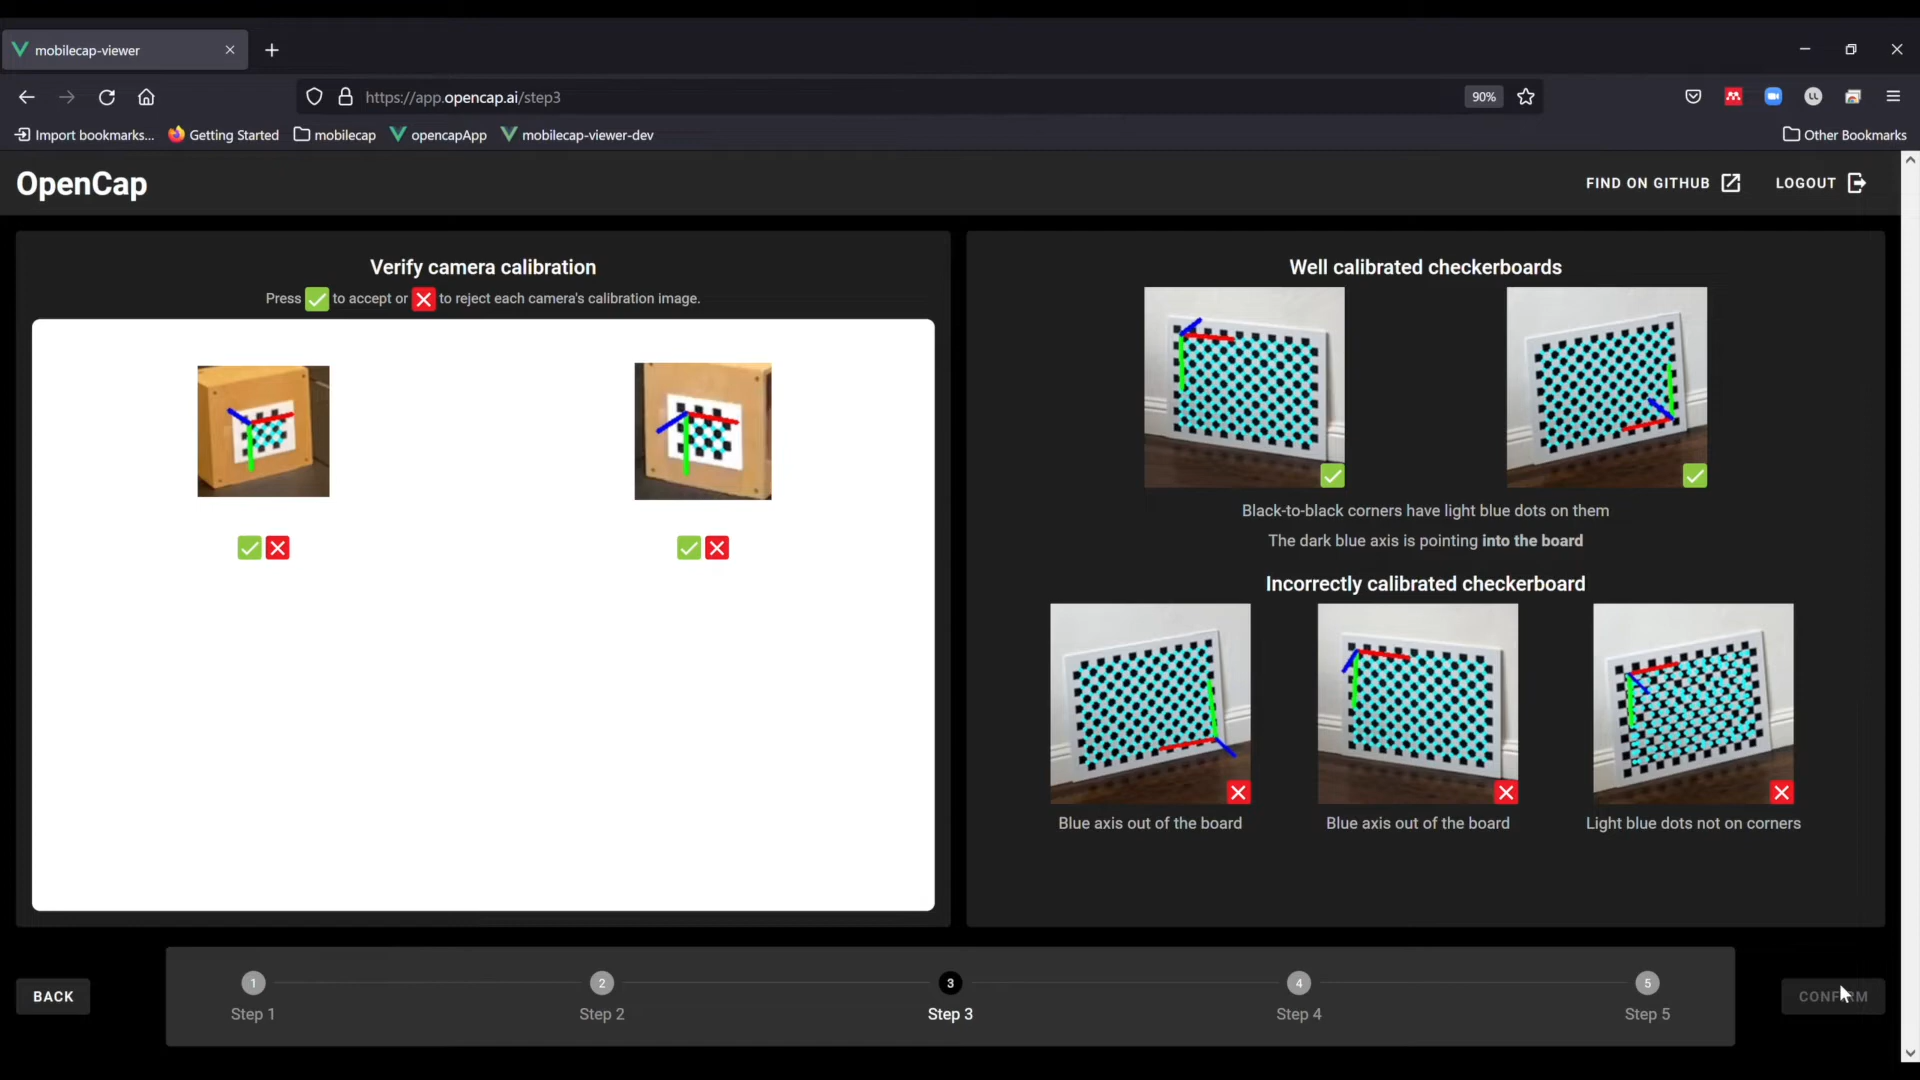 mobilecap-viewer
https://app.opencap.ai/step3
90%
Import bookmarks...
Getting Started
mobilecap
opencapApp
mobilecap-viewer-dev
Other Bookmarks
OpenCap
FIND ON GITHUB
LOGOUT
Verify camera calibration
Press to accept or to reject each camera's calibration image.
Well calibrated checkerboards
Black-to-black corners have light blue dots on them
The dark blue axis is pointing into the board
Incorrectly calibrated checkerboard
Blue axis out of the board
Blue axis out of the board
Light blue dots not on corners
BACK
1
Step 1
2
Step 2
3
Step 3
4
Step 4
5
Step 5
CONFIRM